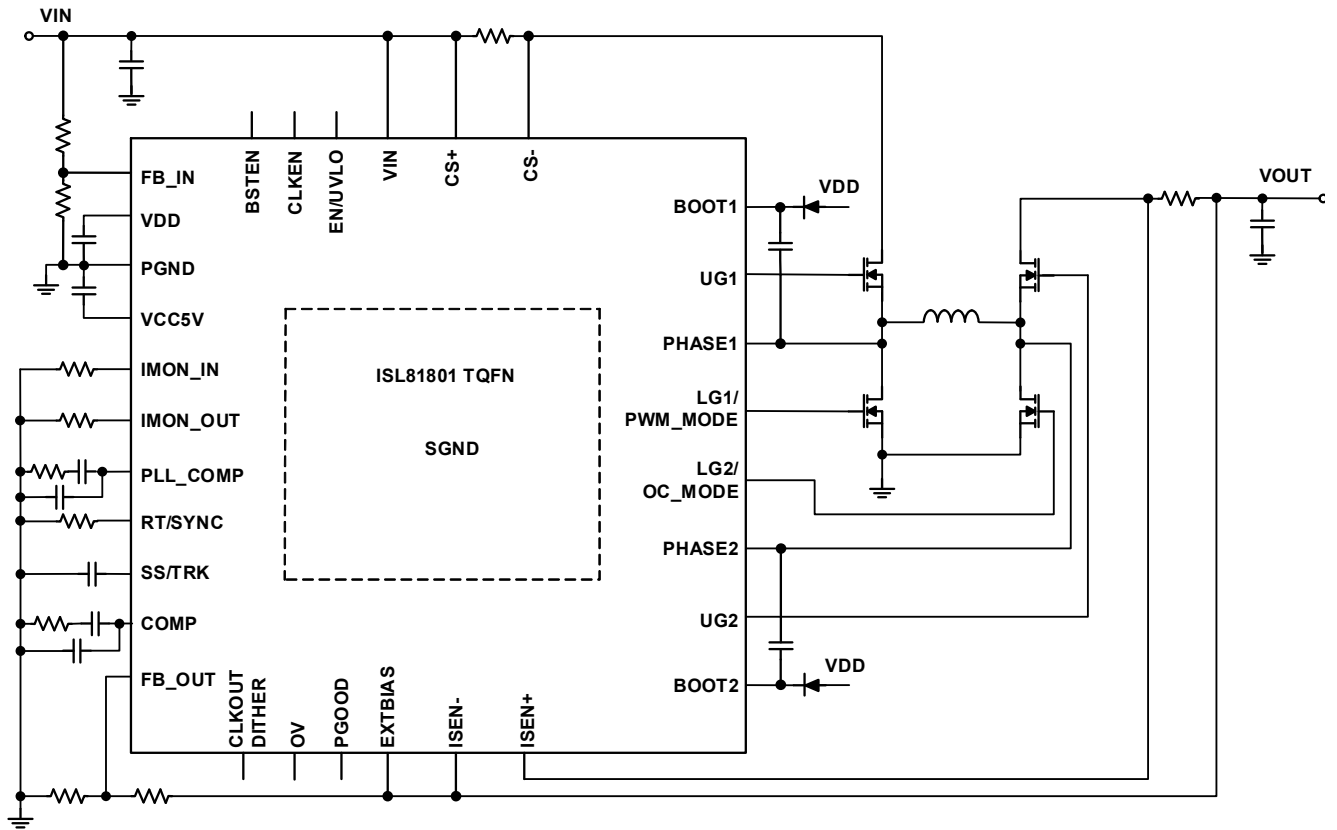 VIN
BSTEN
CLKEN
EN/UVLO
VIN
CS+
CS-
FB_IN
VDD
PGND
VCC5V
IMON_IN
IMON_OUT
PLL_COMP
RT/SYNC
SS/TRK
COMP
FB_OUT
ISL81801 TQFN
SGND
BOOT1
UG1
PHASE1
LG1/
PWM_MODE
LG2/
OC_MODE
PHASE2
UG2
BOOT2
VDD
VDD
VOUT
CLKOUT
DITHER
OV
PGOOD
EXTBIAS
ISEN-
ISEN+